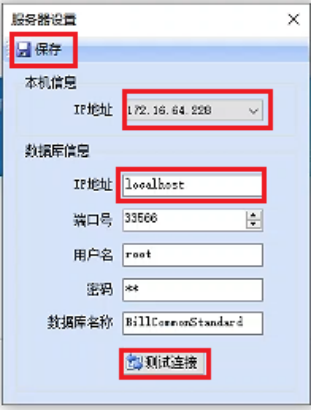 服务器设置
保存
本机信息
IP地址 172.16.64.228
数据库信息
IP地址 localhost
端口号 33566
用户名 root
密码 **
数据库名称 BillCommonStandard
测试连接